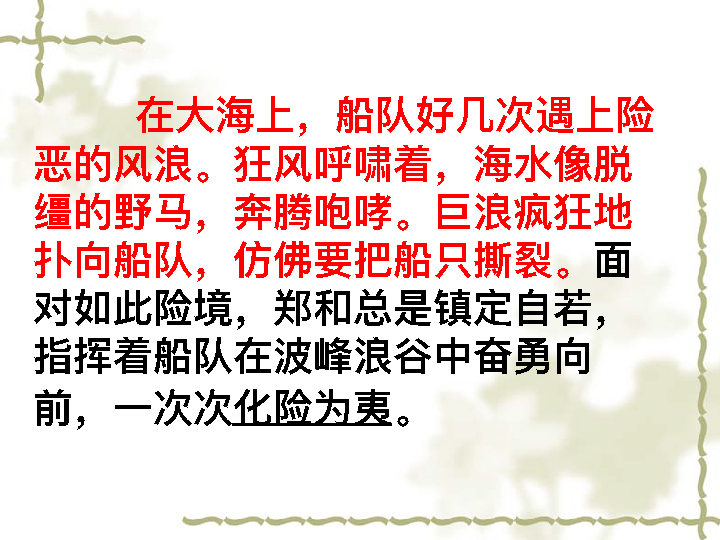 在大海上，船队好几次遇上险
恶的风浪。狂风呼啸着，海水像脱
缰的野马，奔腾咆哮。巨浪疯狂地
扑向船队，仿佛要把船只撕裂。面
对如此险境，郑和总是镇定自若，
指挥着船队在波峰浪谷中奋勇向
前，一次次化险为夷。